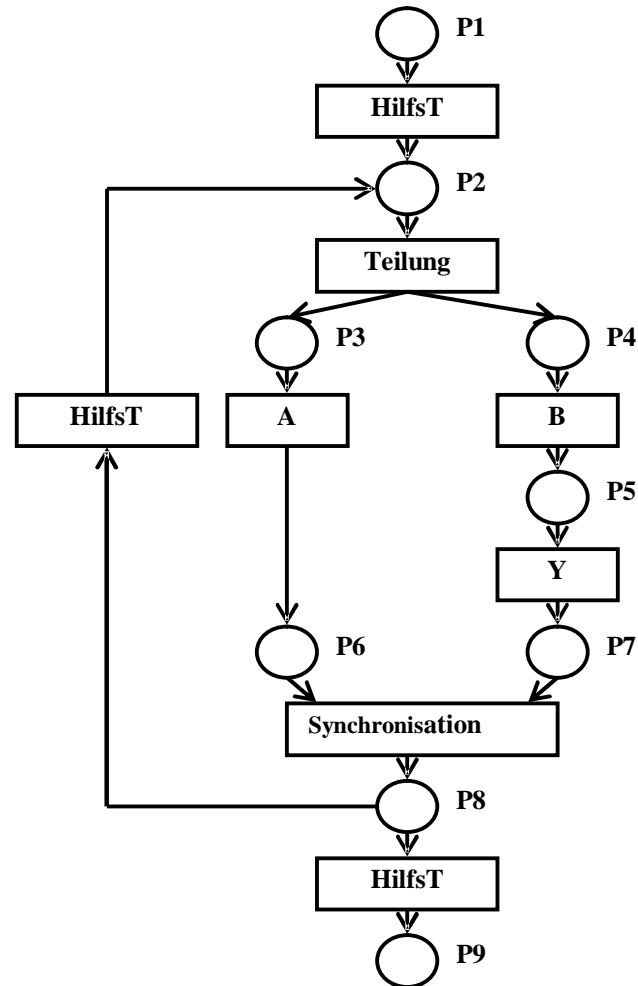 P1
HilfsT
P2
Teilung
P3
P4
HilfsT
A
B
P5
Y
P6
P7
Synchronisation
P8
HilfsT
P9